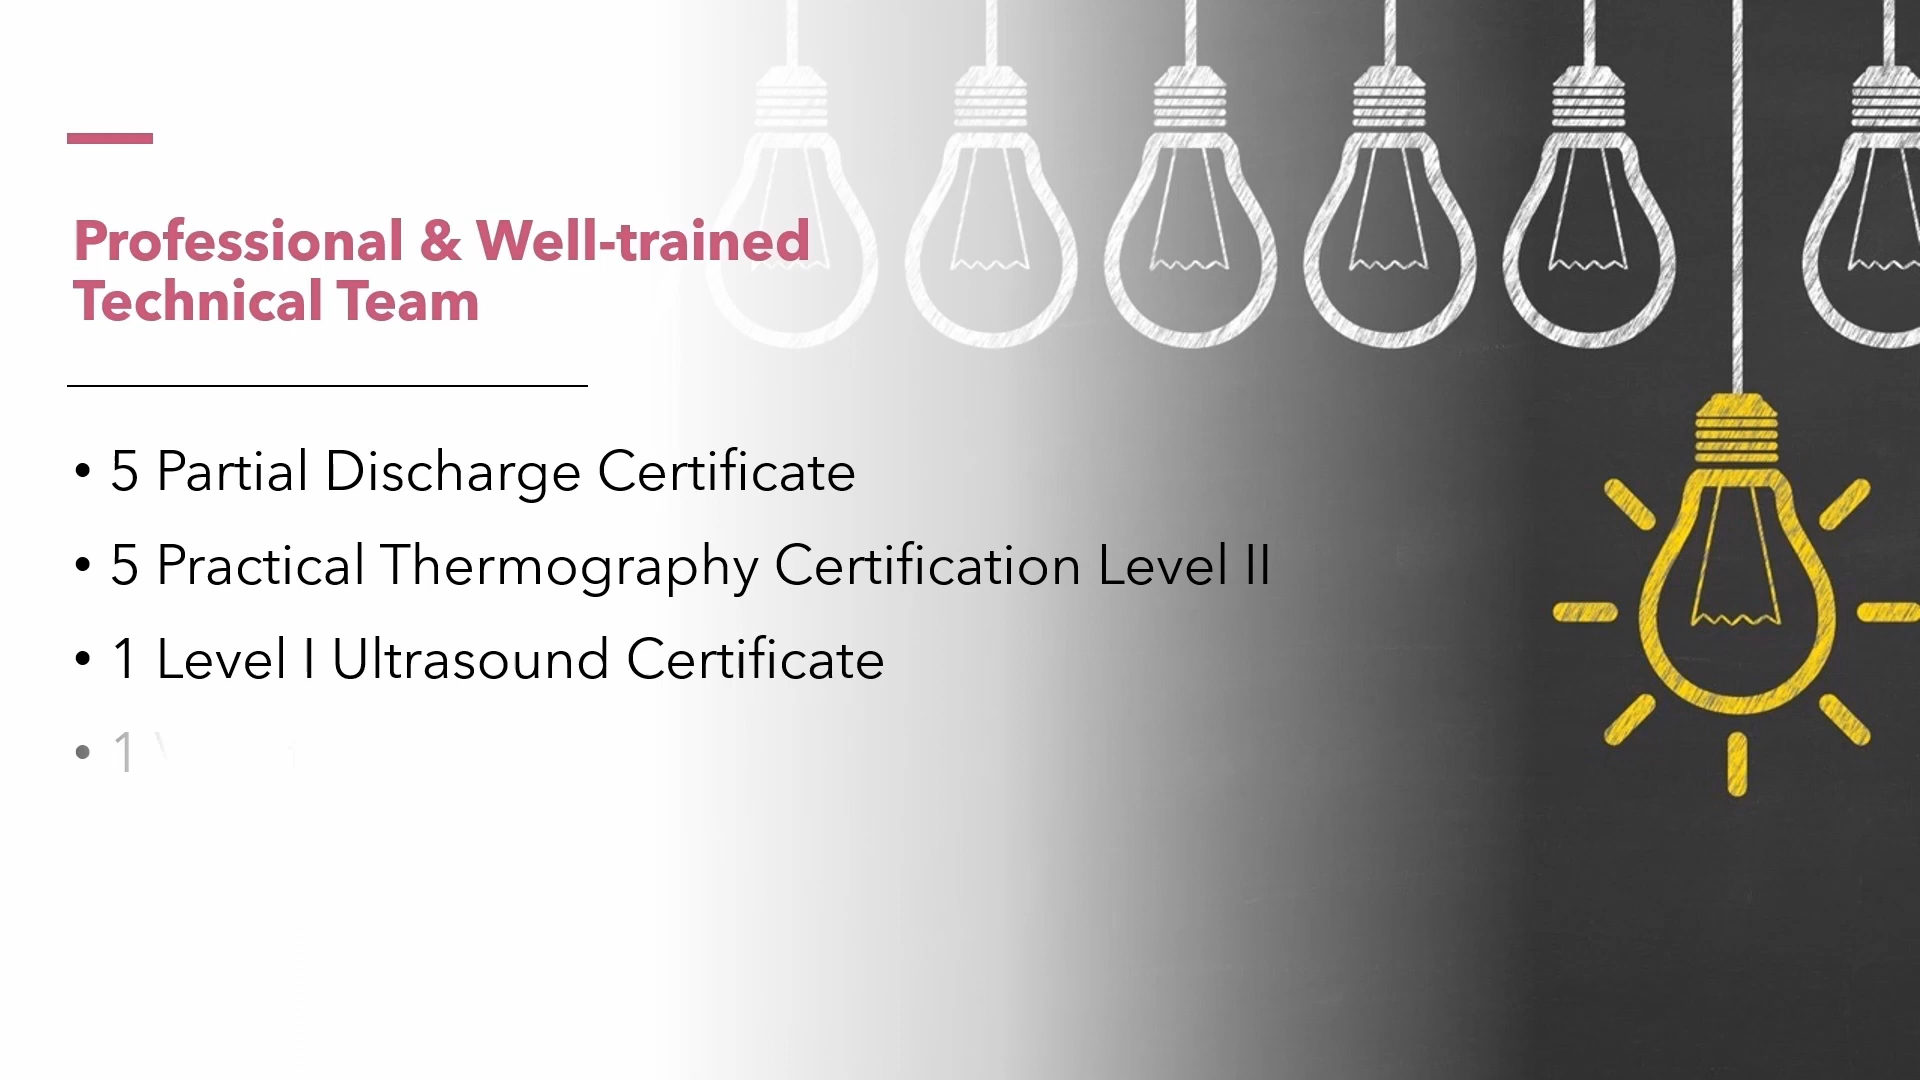 Professional & Well-trained
Technical Team
• 5 Partial Discharge Certificate
• 5 Practical Thermography Certification Level II
• 1 Level I Ultrasound Certificate
• 1